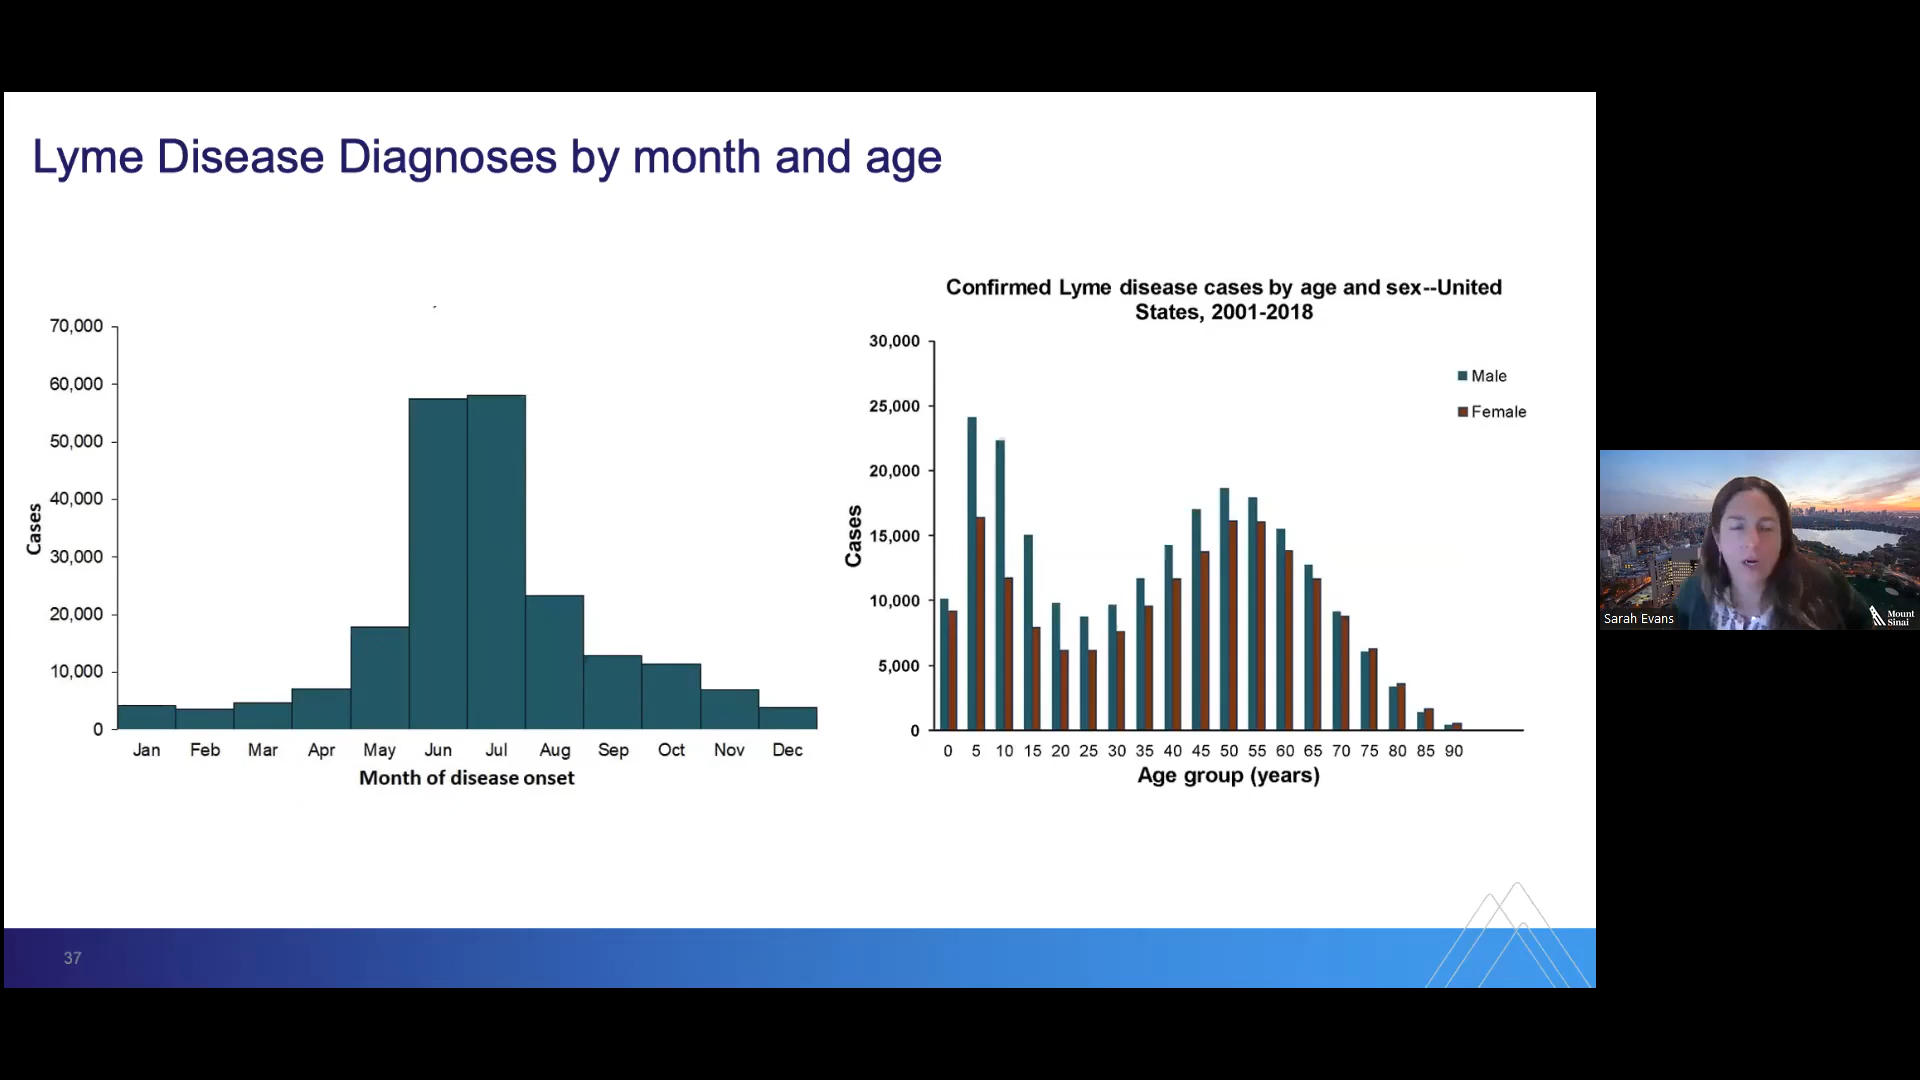 Lyme Disease Diagnoses by month and age
70,000
60,000
50,000
40,000
30,000
20,000
10,000
0
Cases
Jan Feb Mar Apr May Jun Jul Aug Sep Oct Nov Dec
Month of disease onset
Confirmed Lyme disease cases by age and sex--United
States, 2001-2018
30,000
25,000
20,000
15,000
10,000
5,000
0
Cases
Male
Female
0 5 10 15 20 25 30 35 40 45 50 55 60 65 70 75 80 85 90
Age group (years)
37
Sarah Evans
Mount
Sinai